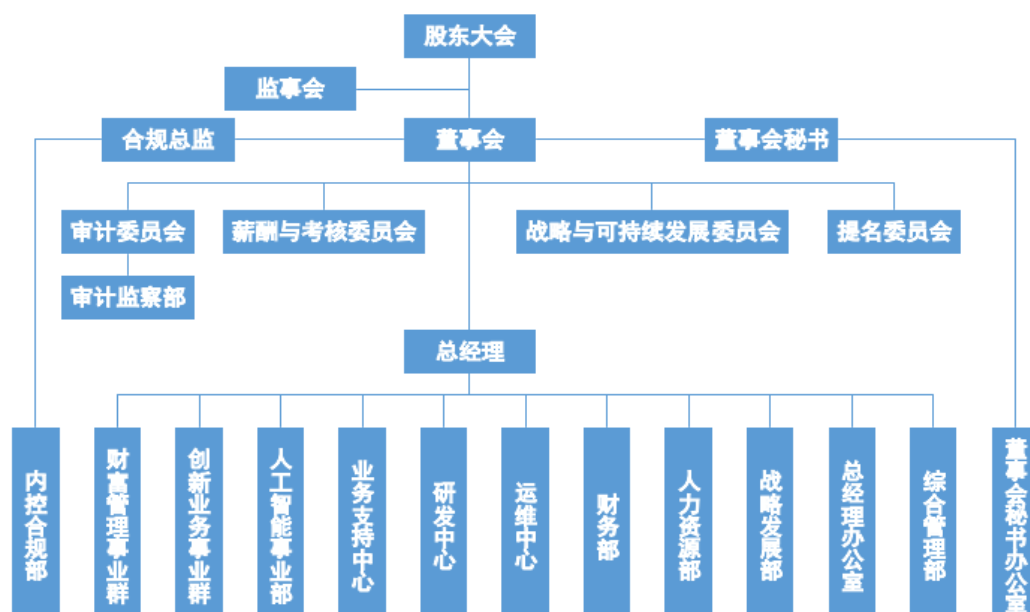 股东大会
监事会
合规总监
董事会
董事会秘书
审计委员会
薪酬与考核委员会
战略与可持续发展委员会
提名委员会
审计监察部
总经理
内控合规部
财富管理事业群
创新业务事业群
人工智能事业部
业务支持中心
研发中心
运维中心
财务部
人力资源部
战略发展部
总经理办公室
综合管理部
董事会秘书办公室